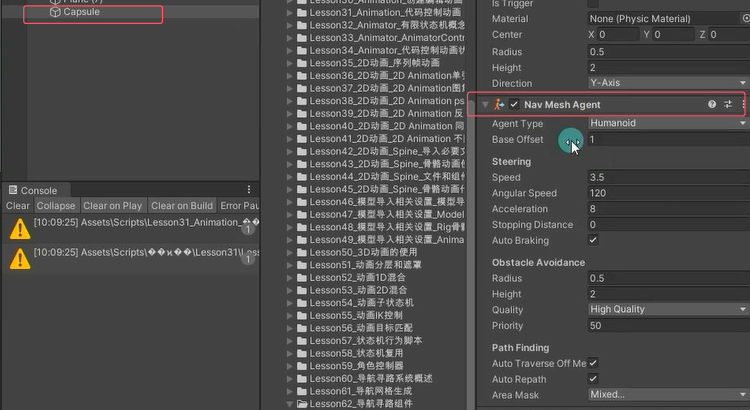 Capsule
Console
Clear
Collapse
Clear on Play
Clear on Build
Error Pau
[10:09:25] Assets\Scripts\Lesson31_Animation_
1
[10:09:25] Assets\Scripts\
1
Lesson31_Animation_代码控制动画
Lesson32_Animator_有限状态机概念
Lesson33_Animator_AnimatorContr
Lesson34_Animator_代码控制动画状
Lesson35_2D动画_序列帧动画
Lesson36_2D动画_2D Animation单张
Lesson37_2D动画_2D Animation图集
Lesson38_2D动画_2D Animation ps
Lesson39_2D动画_2D Animation 反
Lesson40_2D动画_2D Animation 同
Lesson41_2D动画_2D Animation 不同
Lesson42_2D动画_Spine_导入必要文
Lesson43_2D动画_Spine_骨骼动画使
Lesson44_2D动画_Spine_文件和组件
Lesson45_2D动画_Spine_骨骼动画
Lesson46_模型导入相关设置_模型导
Lesson47_模型导入相关设置_Model
Lesson48_模型导入相关设置_Rig骨骼
Lesson49_模型导入相关设置_Anima
Lesson50_3D动画的使用
Lesson51_动画分层和遮罩
Lesson52_动画1D混合
Lesson53_动画2D混合
Lesson54_动画子状态机
Lesson55_动画IK控制
Lesson56_动画目标匹配
Lesson57_状态机行为脚本
Lesson58_状态机复用
Lesson59_角色控制器
Lesson60_导航寻路系统概述
Lesson61_导航网格生成
Lesson62_导航寻路组件
Is Trigger
Material None (Physic Material)
Center X 0 Y 0 Z 0
Radius 0.5
Height 2
Direction Y-Axis
Nav Mesh Agent
Agent Type Humanoid
Base Offset 1
Steering
Speed 3.5
Angular Speed 120
Acceleration 8
Stopping Distance 0
Auto Braking
Obstacle Avoidance
Radius 0.5
Height 2
Quality High Quality
Priority 50
Path Finding
Auto Traverse Off Me
Auto Repath
Area Mask Mixed...